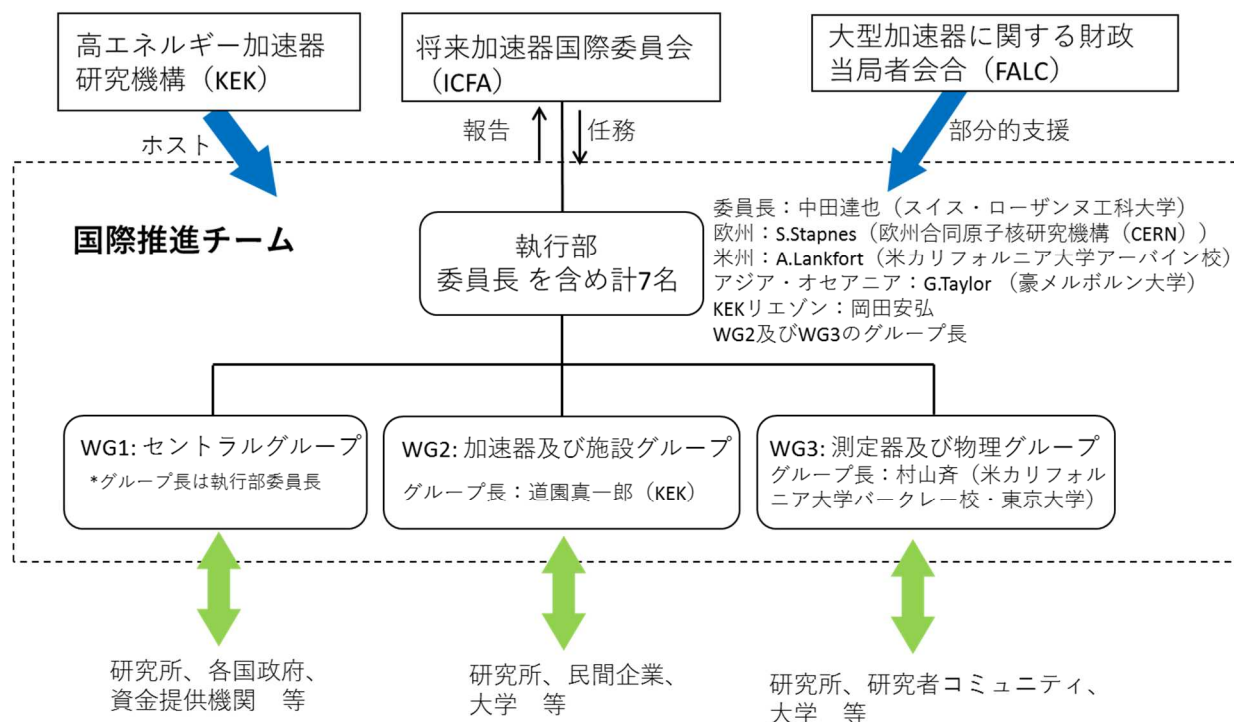 高エネルギー加速器
研究機構（KEK）
将来加速器国際委員会
（ICFA）
大型加速器に関する財政
当局者会合（FALC）
ホスト
報告
任務
部分的支援
国際推進チーム
執行部
委員長 を含め計7名
委員長：中田達也（スイス・ローザンヌ工科大学）
欧州：S.Stapnes（欧州合同原子核研究機構（CERN））
米州：A.Lankfort（米カリフォルニア大学アーバイン校）
アジア・オセアニア：G.Taylor （豪メルボルン大学）
KEKリエゾン：岡田安弘
WG2及びWG3のグループ長
WG1: セントラルグループ
*グループ長は執行部委員長
WG2: 加速器及び施設グループ
グループ長：道園真一郎（KEK）
WG3: 測定器及び物理グループ
グループ長：村山斉（米カリフォル
ニア大学バークレー校・東京大学）
研究所、各国政府、
資金提供機関　等
研究所、民間企業、
大学　等
研究所、研究者コミュニティ、
大学　等